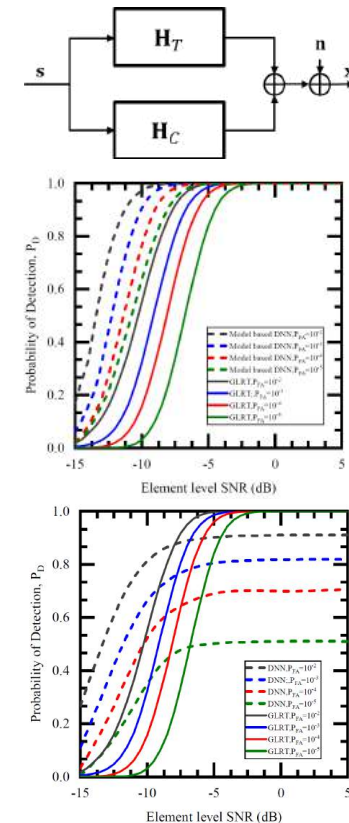 H_T
s
n
x
H_C
1.0
0.8
0.6
0.4
0.2
0.0
Probability of Detection, P_D
Model based DNN,P_FA=10^-2
Model based DNN,P_FA=10^-3
Model based DNN,P_FA=10^-4
Model based DNN,P_FA=10^-5
GLRT,P_FA=10^-2
GLRT,P_FA=10^-3
GLRT,P_FA=10^-4
-15 -10 -5 0 5
Element level SNR (dB)
1.0
0.8
0.6
0.4
0.2
0.0
Probability of Detection, P_D
DNN,P_FA=10^-2
DNN,P_FA=10^-3
DNN,P_FA=10^-4
DNN,P_FA=10^-5
GLRT,P_FA=10^-2
GLRT,P_FA=10^-3
GLRT,P_FA=10^-4
GLRT,P_FA=10^-5
-15 -10 -5 0 5
Element level SNR (dB)